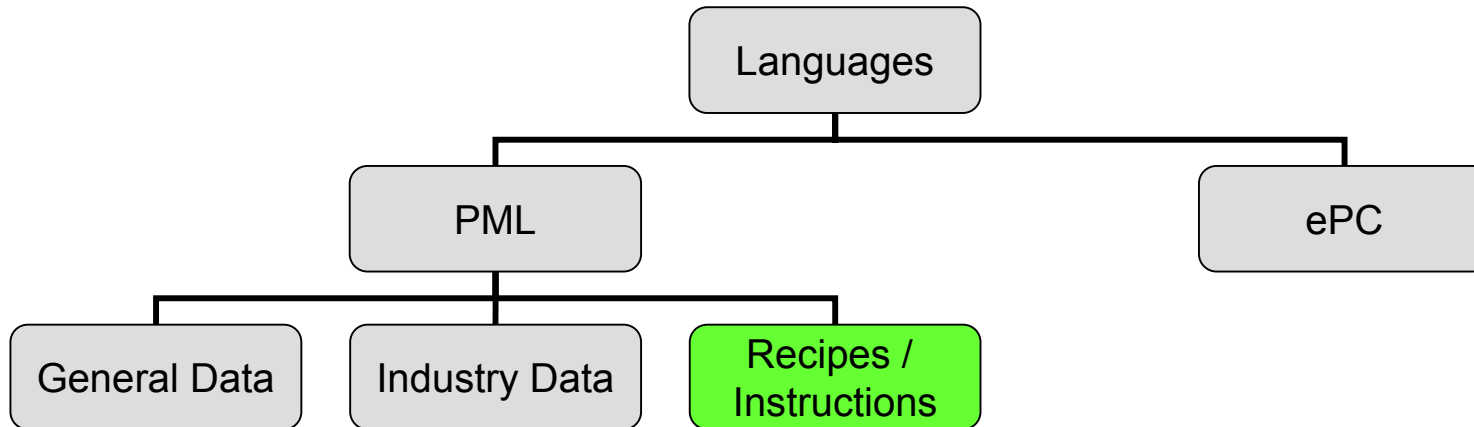 Languages
PML
ePC
General Data
Industry Data
Recipes /
Instructions